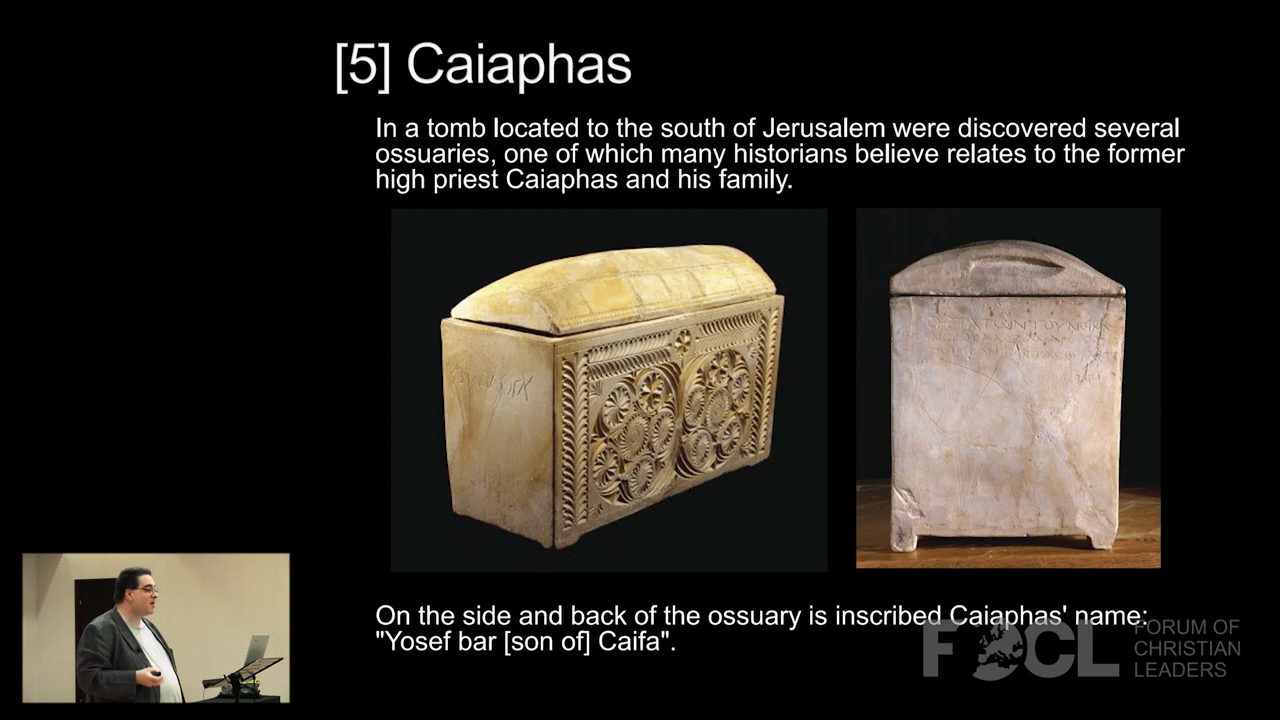 [5] Caiaphas
In a tomb located to the south of Jerusalem were discovered several
ossuaries, one of which many historians believe relates to the former
high priest Caiaphas and his family.
On the side and back of the ossuary is inscribed Caiaphas' name:
"Yosef bar [son of] Caifa".
FOCL
FORUM OF
CHRISTIAN
LEADERS